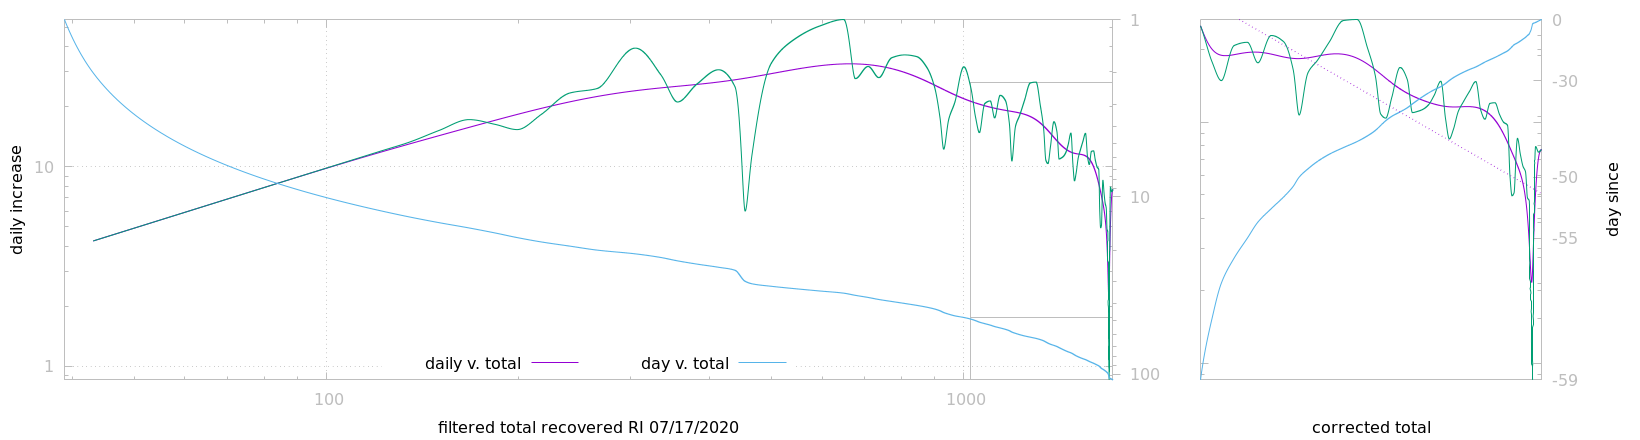 daily increase
10
1
100
1000
1
10
100
daily v. total
day v. total
filtered total recovered RI 07/17/2020
0
-30
-50
-55
-59
day since
corrected total